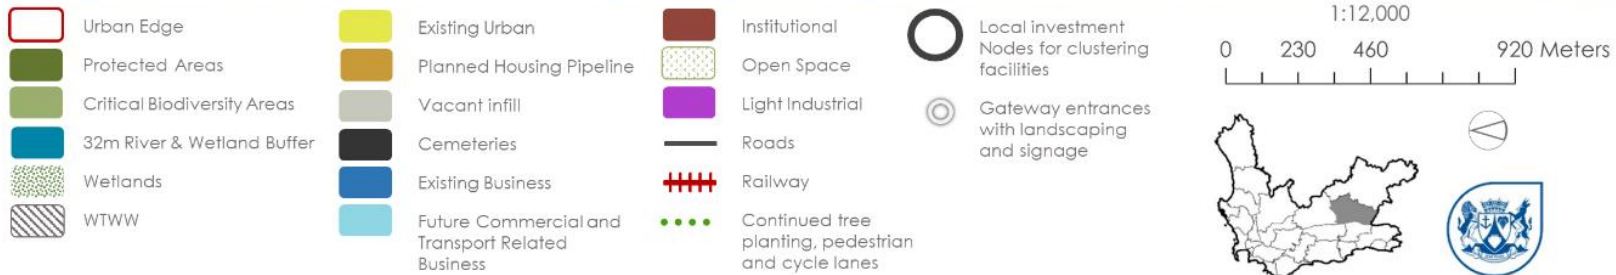 Urban Edge
Protected Areas
Critical Biodiversity Areas
32m River & Wetland Buffer
Wetlands
WTWW
Existing Urban
Planned Housing Pipeline
Vacant infill
Cemeteries
Existing Business
Future Commercial and
Transport Related
Business
Institutional
Open Space
Light Industrial
Roads
Railway
Continued tree
planting, pedestrian
and cycle lanes
Local investment
Nodes for clustering
facilities
Gateway entrances
with landscaping
and signage
1:12,000
0 230 460 920 Meters